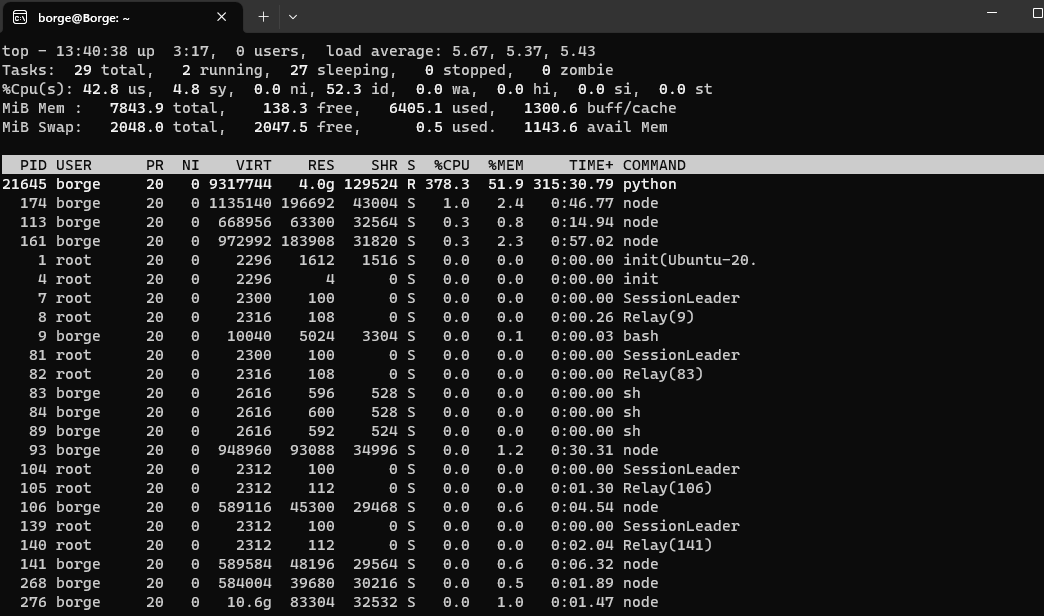 borge@Borge: ~
top - 13:40:38 up  3:17,  0 users,  load average: 5.67, 5.37, 5.43
Tasks:  29 total,   2 running,  27 sleeping,   0 stopped,   0 zombie
%Cpu(s): 42.8 us,  4.8 sy,  0.0 ni, 52.3 id,  0.0 wa,  0.0 hi,  0.0 si,  0.0 st
MiB Mem :   7843.9 total,    138.3 free,   6405.1 used,   1300.6 buff/cache
MiB Swap:   2048.0 total,   2047.5 free,      0.5 used.   1143.6 avail Mem
  PID USER      PR  NI    VIRT    RES    SHR S  %CPU  %MEM     TIME+ COMMAND
21645 borge     20   0 9317744   4.0g 129524 R 378.3  51.9 315:30.79 python
  174 borge     20   0 1135140 196692  43004 S   1.0   2.4   0:46.77 node
  113 borge     20   0  668956  63300  32564 S   0.3   0.8   0:14.94 node
  161 borge     20   0  972992 183908  31820 S   0.3   2.3   0:57.02 node
    1 root      20   0    2296   1612   1516 S   0.0   0.0   0:00.00 init(Ubuntu-20.
    4 root      20   0    2296      4      0 S   0.0   0.0   0:00.00 init
    7 root      20   0    2300    100      0 S   0.0   0.0   0:00.00 SessionLeader
    8 root      20   0    2316    108      0 S   0.0   0.0   0:00.26 Relay(9)
    9 borge     20   0   10040   5024   3304 S   0.0   0.1   0:00.03 bash
   81 root      20   0    2300    100      0 S   0.0   0.0   0:00.00 SessionLeader
   82 root      20   0    2316    108      0 S   0.0   0.0   0:00.00 Relay(83)
   83 borge     20   0    2616    596    528 S   0.0   0.0   0:00.00 sh
   84 borge     20   0    2616    600    528 S   0.0   0.0   0:00.00 sh
   89 borge     20   0    2616    592    524 S   0.0   0.0   0:00.00 sh
   93 borge     20   0  948960  93088  34996 S   0.0   1.2   0:30.31 node
  104 root      20   0    2312    100      0 S   0.0   0.0   0:00.00 SessionLeader
  105 root      20   0    2312    112      0 S   0.0   0.0   0:01.30 Relay(106)
  106 borge     20   0  589116  45300  29468 S   0.0   0.6   0:04.54 node
  139 root      20   0    2312    100      0 S   0.0   0.0   0:00.00 SessionLeader
  140 root      20   0    2312    112      0 S   0.0   0.0   0:02.04 Relay(141)
  141 borge     20   0  589584  48196  29564 S   0.0   0.6   0:06.32 node
  268 borge     20   0  584004  39680  30216 S   0.0   0.5   0:01.89 node
  276 borge     20   0   10.6g  83304  32532 S   0.0   1.0   0:01.47 node